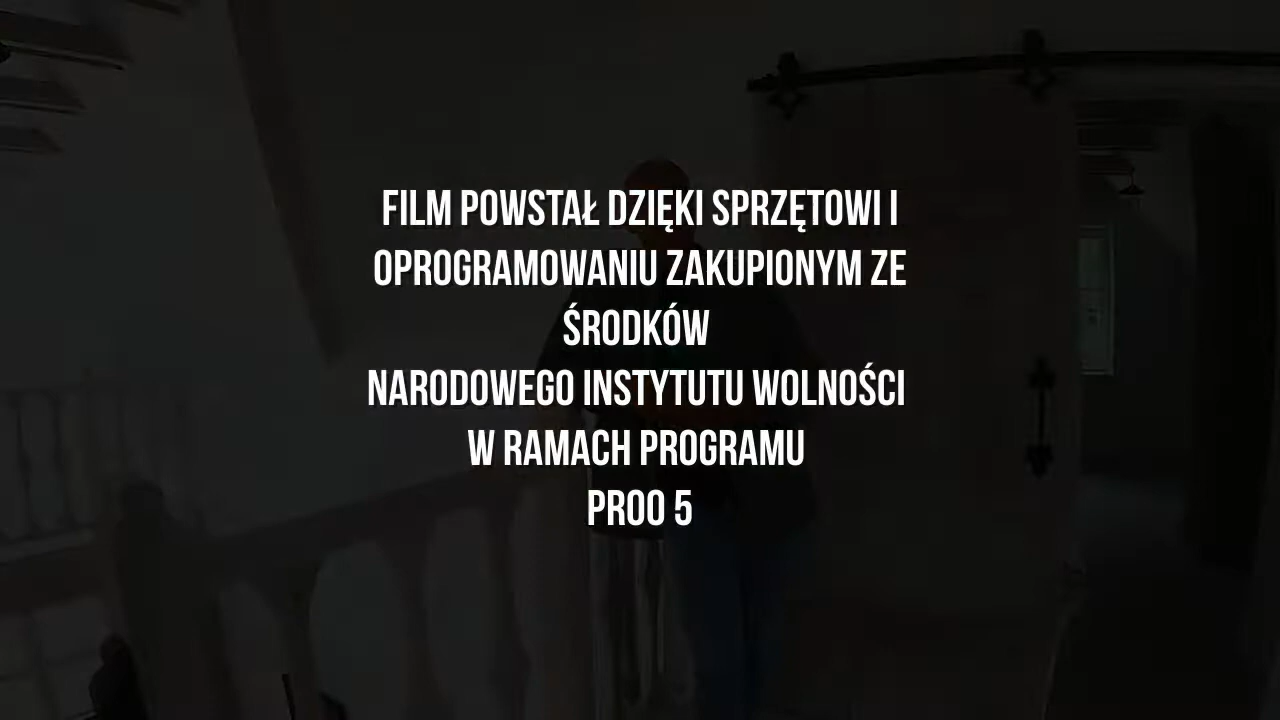 FILM POWSTAŁ DZIĘKI SPRZĘTOWI I
OPROGRAMOWANIU ZAKUPIONYM ZE
ŚRODKÓW
NARODOWEGO INSTYTUTU WOLNOŚCI
W RAMACH PROGRAMU
PROO 5